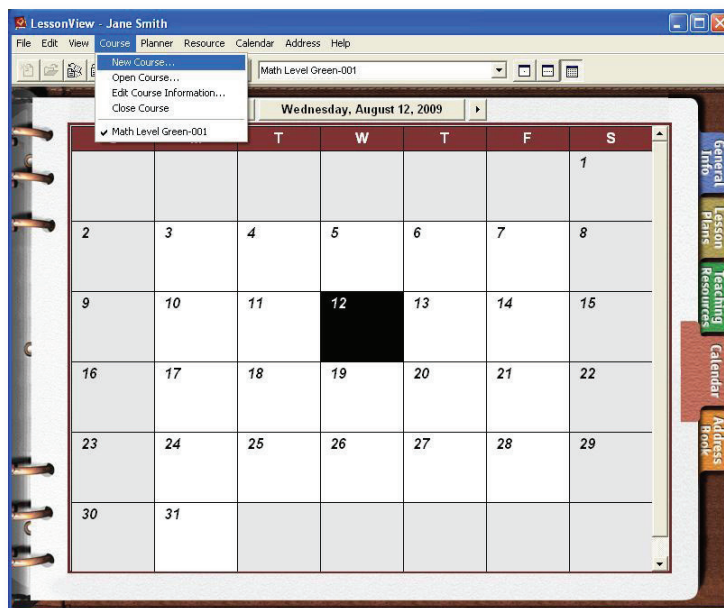 LessonView - Jane Smith
File Edit View Course Planner Resource Calendar Address Help
New Course...
Open Course...
Edit Course Information...
Close Course
Math Level Green-001
Math Level Green-001
Wednesday, August 12, 2009
T W T F S
1
2 3 4 5 6 7 8
9 10 11 12 13 14 15
16 17 18 19 20 21 22
23 24 25 26 27 28 29
30 31
General Info
Lesson Plans
Teaching Resources
Calendar
Address Book